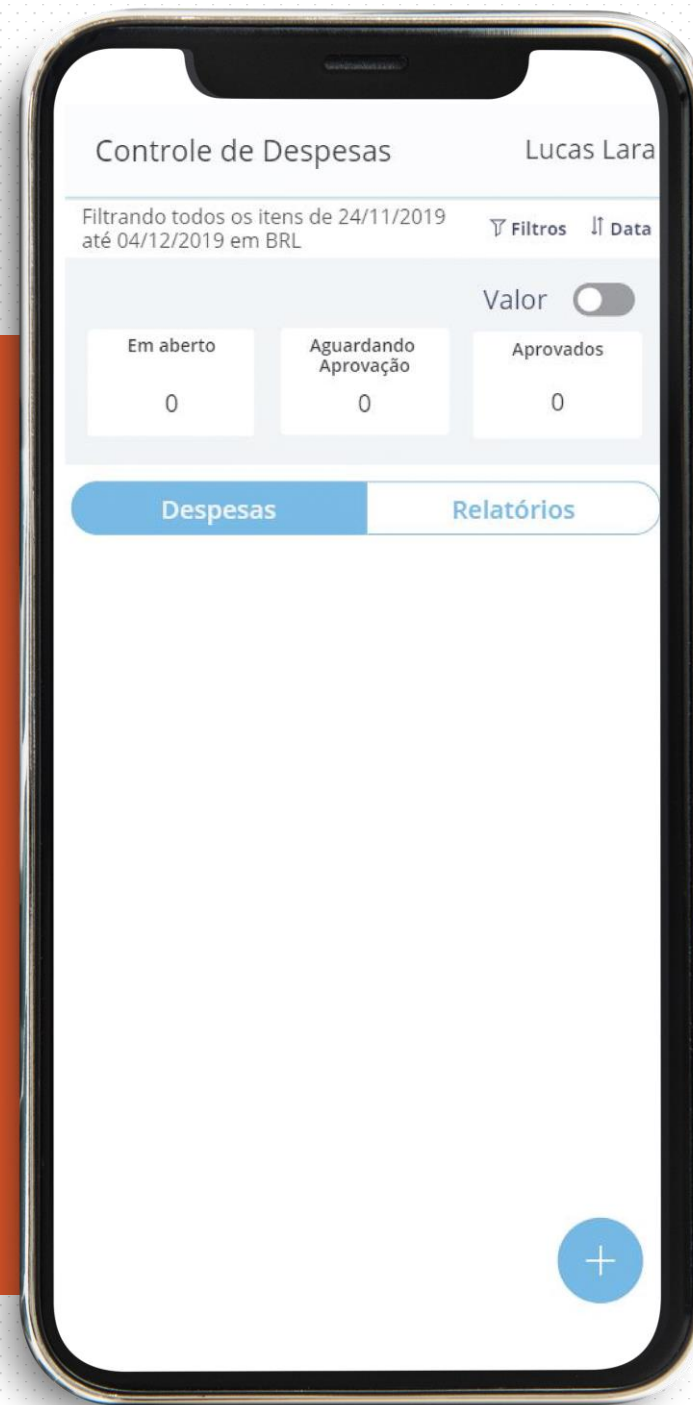 Controle de Despesas Lucas Lara
Filtrando todos os itens de 24/11/2019
até 04/12/2019 em BRL
Filtros Data
Valor
Em aberto
0
Aguardando
Aprovação
0
Aprovados
0
Despesas Relatórios
+